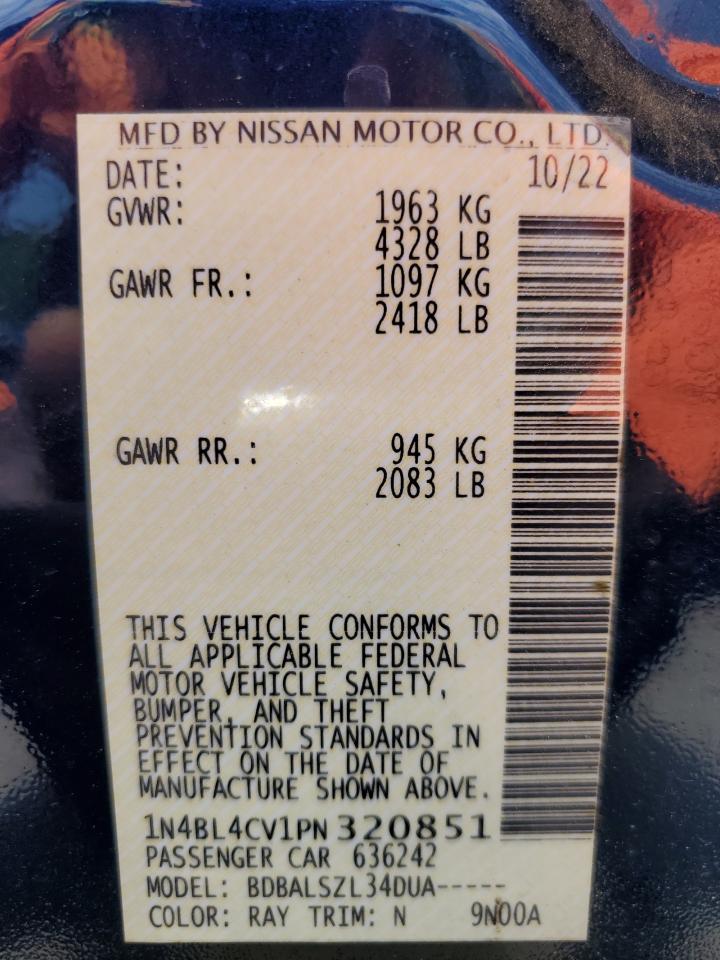 MFD BY NISSAN MOTOR CO., LTD.
DATE: 10/22
GVWR: 1963 KG
4328 LB
GAWR FR.: 1097 KG
2418 LB
GAWR RR.: 945 KG
2083 LB
THIS VEHICLE CONFORMS TO
ALL APPLICABLE FEDERAL
MOTOR VEHICLE SAFETY,
BUMPER, AND THEFT
PREVENTION STANDARDS IN
EFFECT ON THE DATE OF
MANUFACTURE SHOWN ABOVE.
1N4BL4CV1PN320851
PASSENGER CAR 636242
MODEL: BDBALSZL34DUA-----
COLOR: RAY TRIM: N 9N00A